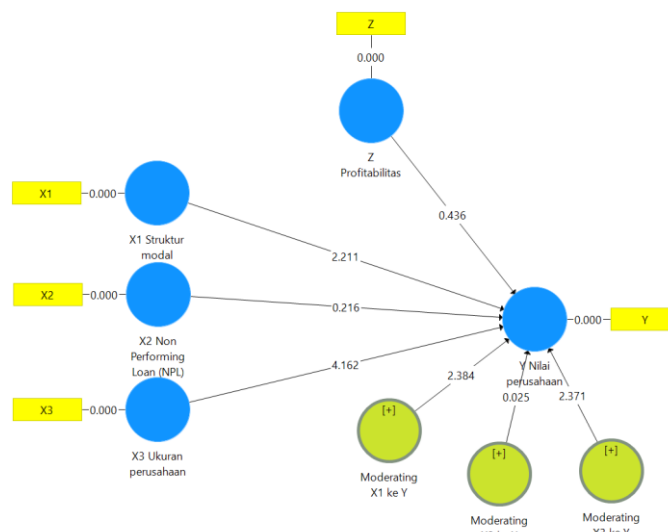 Z
0.000
Z
Profitabilitas
0.436
X1
0.000
X1 Struktur
modal
2.211
X2
0.000
X2 Non
Performing
Loan (NPL)
0.216
X3
0.000
X3 Ukuran
perusahaan
4.162
Y Nilai
perusahaan
0.000
Y
2.384
0.025
2.371
[+]
Moderating
X1 ke Y
[+]
Moderating
[+]
Moderating